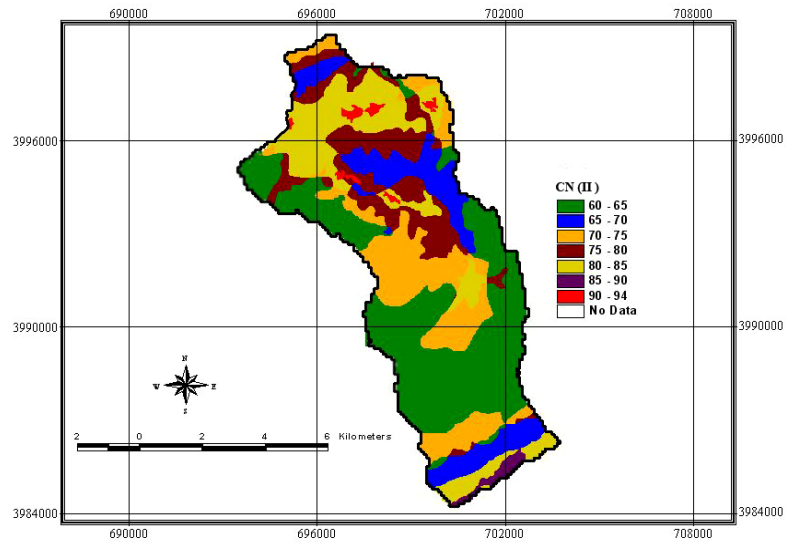 690000 696000 702000 708000
3996000 3996000
CN (II)
60 - 65
65 - 70
70 - 75
75 - 80
80 - 85
85 - 90
90 - 94
No Data
3990000 3990000
N
W E
S
2 0 2 4 6 Kilometers
3984000 3984000
690000 696000 702000 708000